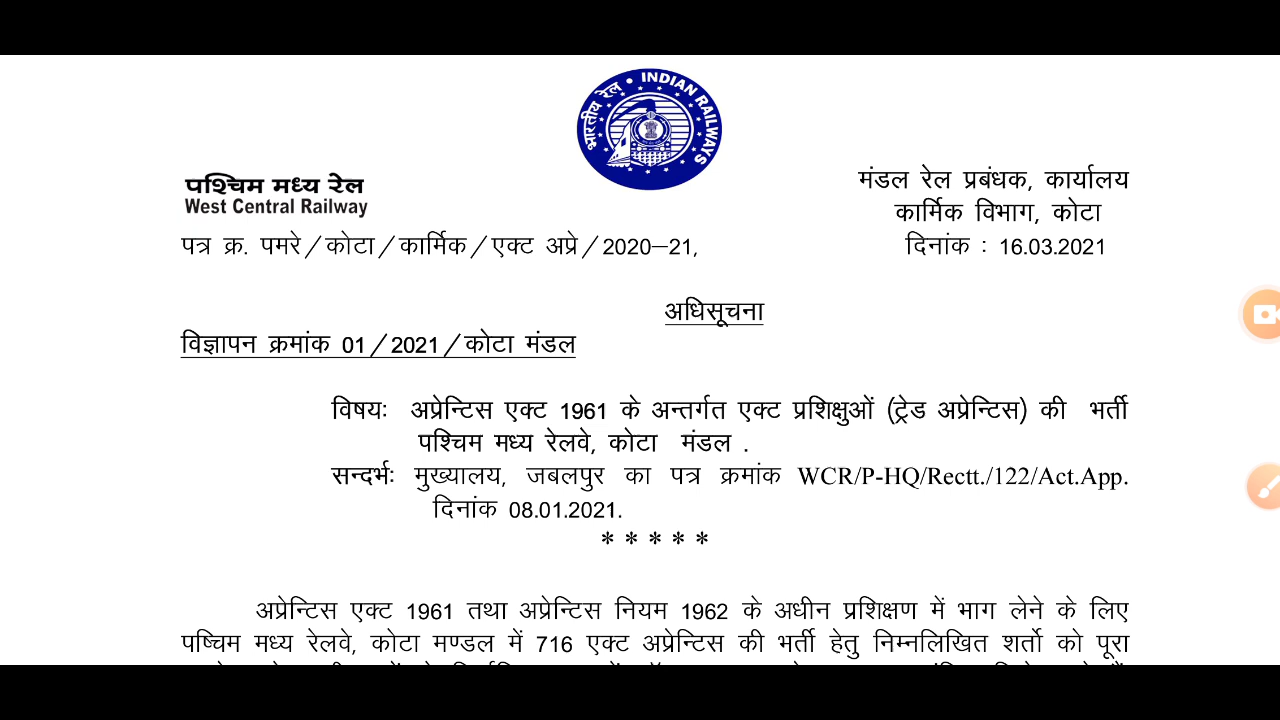 भारतीय रेल • INDIAN RAILWAYS
पश्चिम मध्य रेल
West Central Railway
मंडल रेल प्रबंधक, कार्यालय
कार्मिक विभाग, कोटा
पत्र क्र. पमरे/कोटा/कार्मिक/एक्ट अप्रे/2020–21,
दिनांक : 16.03.2021
अधिसूचना
विज्ञापन क्रमांक 01/2021/कोटा मंडल
विषयः अप्रेन्टिस एक्ट 1961 के अन्तर्गत एक्ट प्रशिक्षुओं (ट्रेड अप्रेन्टिस) की भर्ती
पश्चिम मध्य रेलवे, कोटा मंडल .
सन्दर्भः मुख्यालय, जबलपुर का पत्र क्रमांक WCR/P-HQ/Rectt./122/Act.App.
दिनांक 08.01.2021.
* * * * *
अप्रेन्टिस एक्ट 1961 तथा अप्रेन्टिस नियम 1962 के अधीन प्रशिक्षण में भाग लेने के लिए
पष्चिम मध्य रेलवे, कोटा मण्डल में 716 एक्ट अप्रेन्टिस की भर्ती हेतु निम्नलिखित शर्तो को पूरा